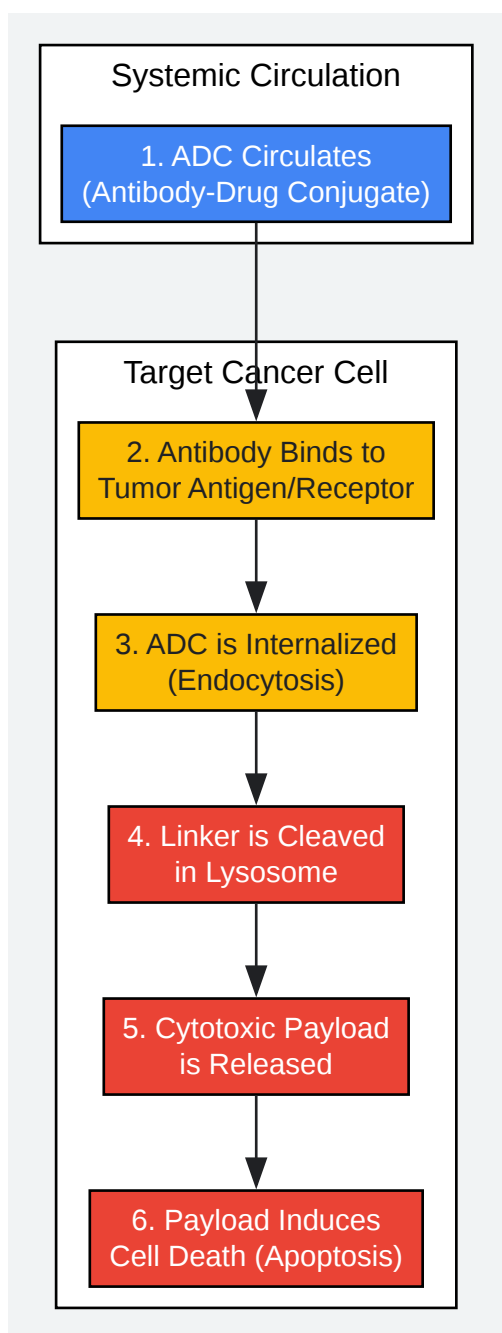 Systemic Circulation
1. ADC Circulates
(Antibody-Drug Conjugate)
Target Cancer Cell
2. Antibody Binds to
Tumor Antigen/Receptor
3. ADC is Internalized
(Endocytosis)
4. Linker is Cleaved
in Lysosome
5. Cytotoxic Payload
is Released
6. Payload Induces
Cell Death (Apoptosis)